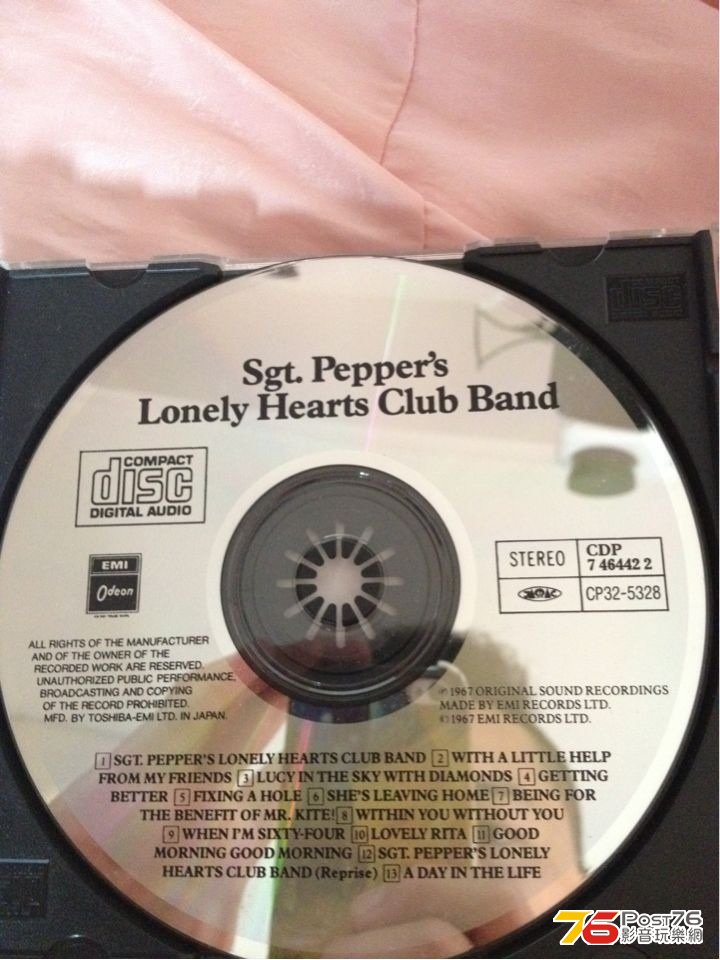 Sgt. Pepper's
Lonely Hearts Club Band
COMPACT
disc
DIGITAL AUDIO
disc
EMI
Odeon
STEREO
CDP
7 46442 2
CP32-5328
ALL RIGHTS OF THE MANUFACTURER
AND OF THE OWNER OF THE
RECORDED WORK ARE RESERVED.
UNAUTHORIZED PUBLIC PERFORMANCE,
BROADCASTING AND COPYING
OF THE RECORD PROHIBITED.
MFD. BY TOSHIBA-EMI LTD. IN JAPAN.
℗1967 ORIGINAL SOUND RECORDINGS
MADE BY EMI RECORDS LTD.
©1967 EMI RECORDS LTD.
1 SGT. PEPPER'S LONELY HEARTS CLUB BAND 2 WITH A LITTLE HELP
FROM MY FRIENDS 3 LUCY IN THE SKY WITH DIAMONDS 4 GETTING
BETTER 5 FIXING A HOLE 6 SHE'S LEAVING HOME 7 BEING FOR
THE BENEFIT OF MR. KITE! 8 WITHIN YOU WITHOUT YOU
9 WHEN I'M SIXTY-FOUR 10 LOVELY RITA 11 GOOD
MORNING GOOD MORNING 12 SGT. PEPPER'S LONELY
HEARTS CLUB BAND (Reprise) 13 A DAY IN THE LIFE
76 POST76
影音玩樂網